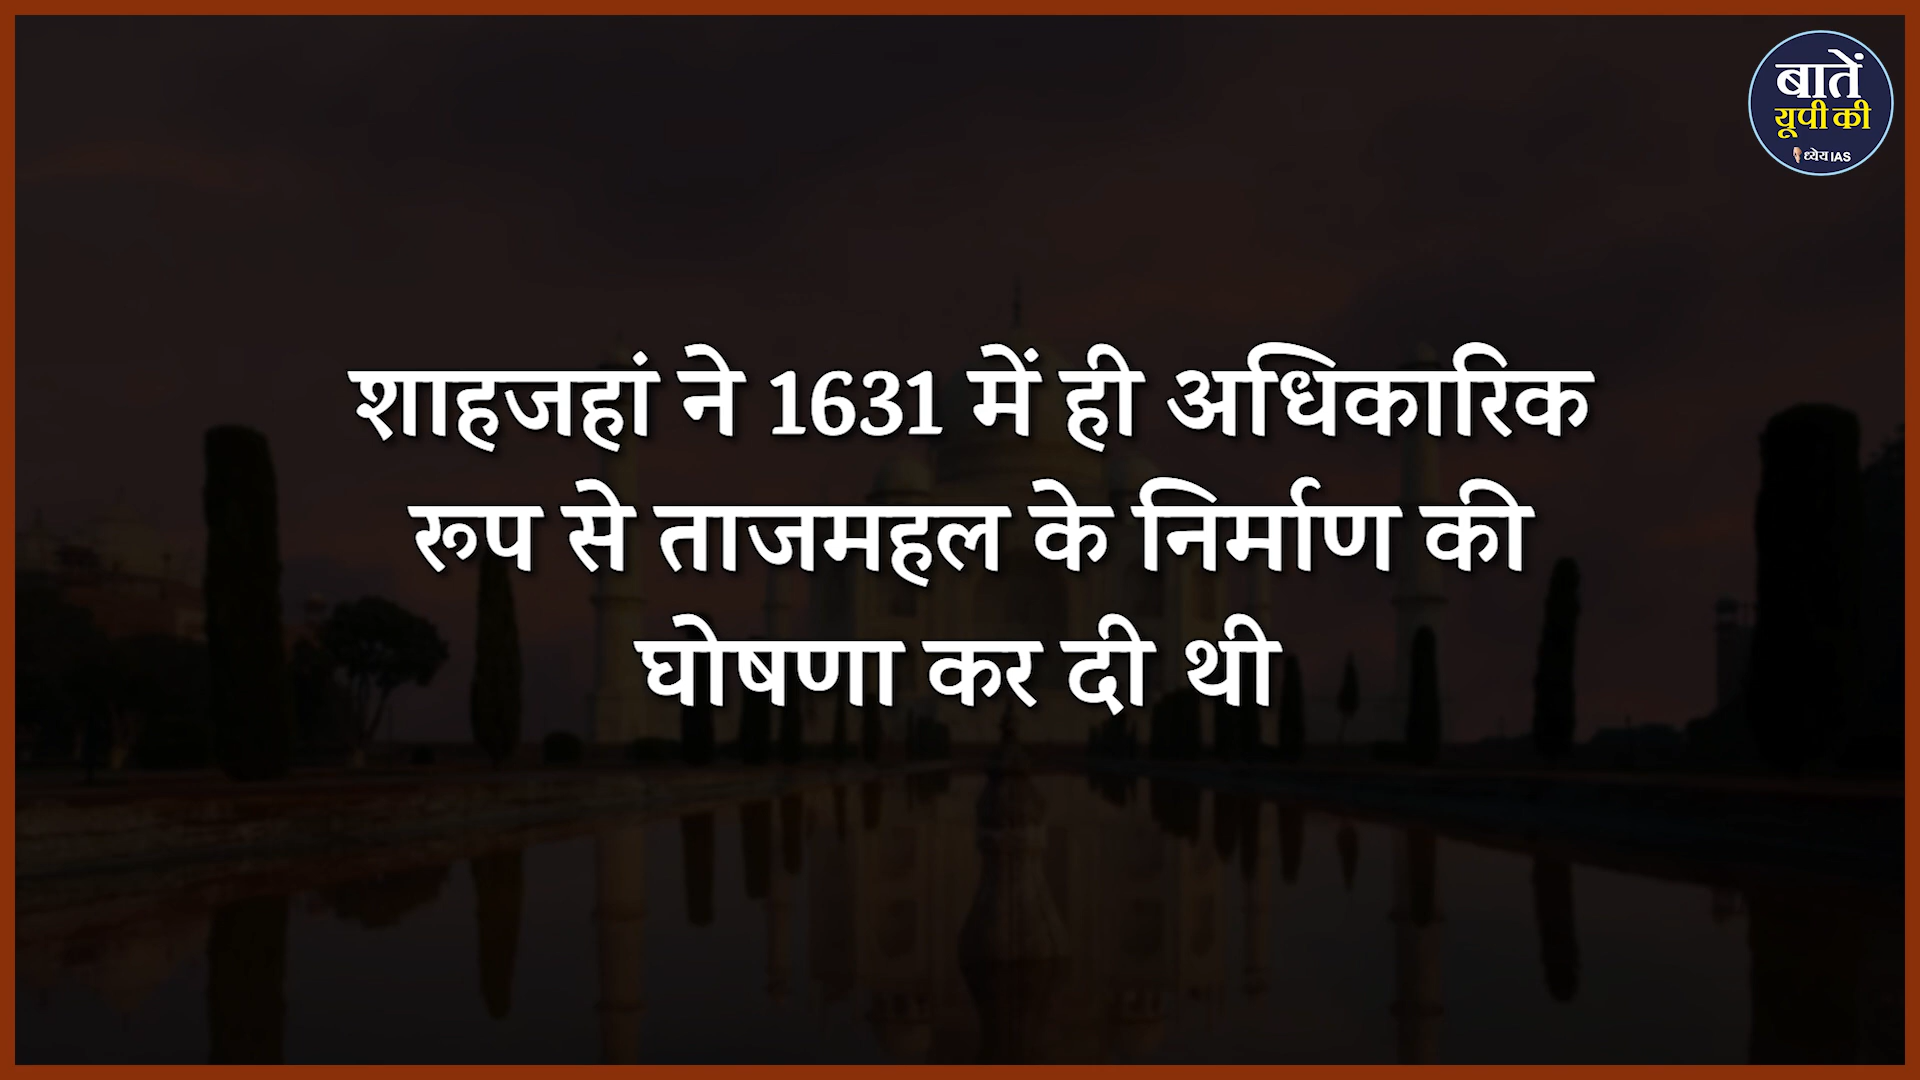 बातें
यूपी की
ध्येय IAS
शाहजहां ने 1631 में ही अधिकारिक
रूप से ताजमहल के निर्माण की
घोषणा कर दी थी